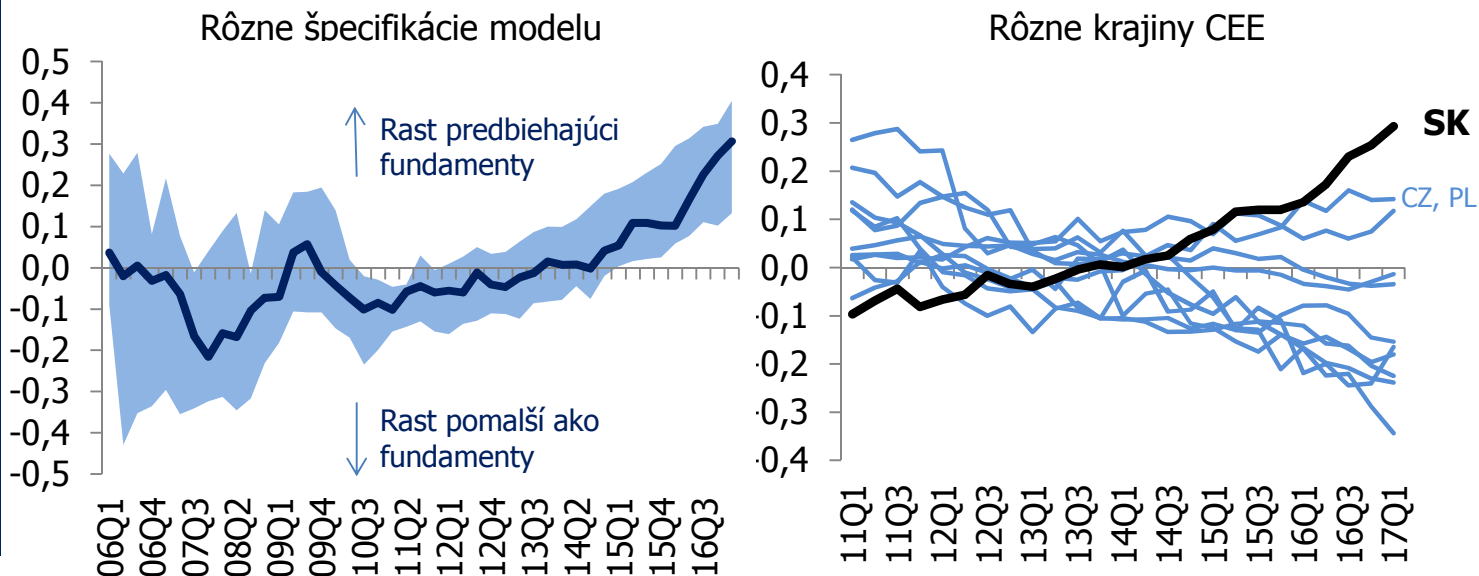 Rôzne špecifikácie modelu
0,5
0,4
0,3
0,2
0,1
0,0
-0,1
-0,2
-0,3
-0,4
-0,5
Rast predbiehajúci
fundamenty
Rast pomalší ako
fundamenty
06Q1
06Q4
07Q3
08Q2
09Q1
09Q4
10Q3
11Q2
12Q1
12Q4
13Q3
14Q2
15Q1
15Q4
16Q3
Rôzne krajiny CEE
0,4
0,3
0,2
0,1
0,0
-0,1
-0,2
-0,3
-0,4
SK
CZ, PL
11Q1
11Q3
12Q1
12Q3
13Q1
13Q3
14Q1
14Q3
15Q1
15Q3
16Q1
16Q3
17Q1